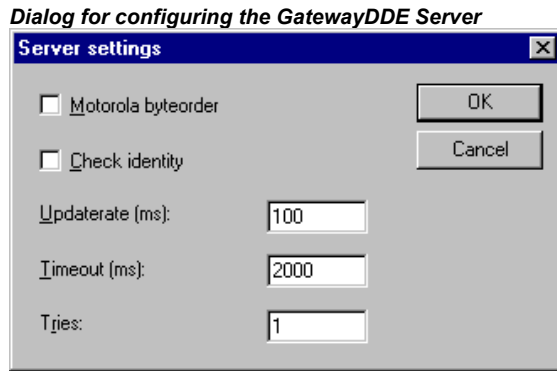 Dialog for configuring the GatewayDDE Server
Server settings
Motorola byteorder
OK
Check identity
Cancel
Updaterate (ms): 100
Timeout (ms): 2000
Tries: 1